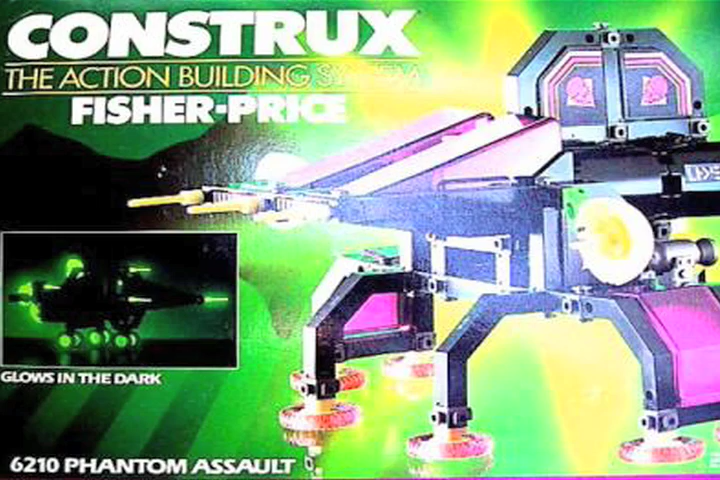 CONSTRUX
THE ACTION BUILDING SYSTEM
FISHER-PRICE
GLOWS IN THE DARK
6210 PHANTOM ASSAULT